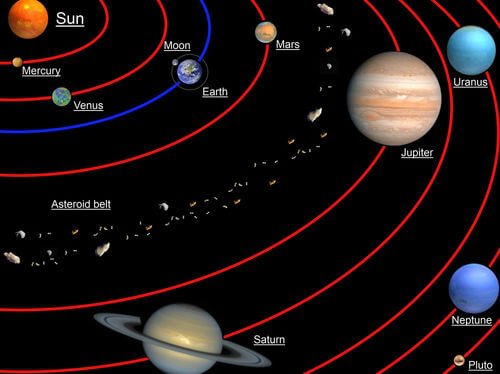 Sun
Mercury
Venus
Moon
Earth
Mars
Jupiter
Uranus
Asteroid belt
Saturn
Neptune
Pluto